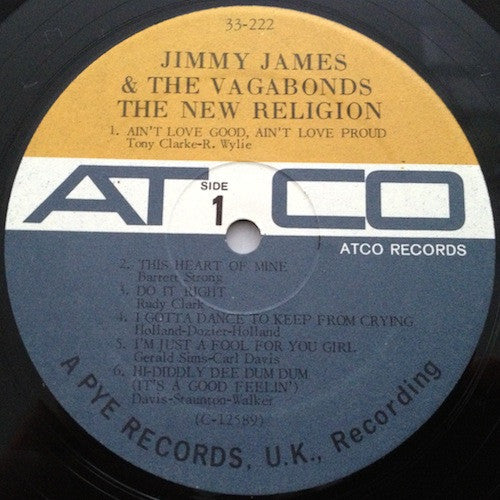 33-222
JIMMY JAMES
& THE VAGABONDS
THE NEW RELIGION
1. AIN'T LOVE GOOD, AIN'T LOVE PROUD
Tony Clarke-R. Wylie
ATCO
SIDE
1
ATCO RECORDS
2. THIS HEART OF MINE
Barrett Strong
3. DO IT RIGHT
Rudy Clark
4. I GOTTA DANCE TO KEEP FROM CRYING
Holland-Dozier-Holland
5. I'M JUST A FOOL FOR YOU GIRL
Gerald Sims-Carl Davis
6. HI-DIDDLY DEE DUM DUM
(IT'S A GOOD FEELIN')
Davis-Staunton-Walker
(C-12589)
A PYE RECORDS, U.K., Recording